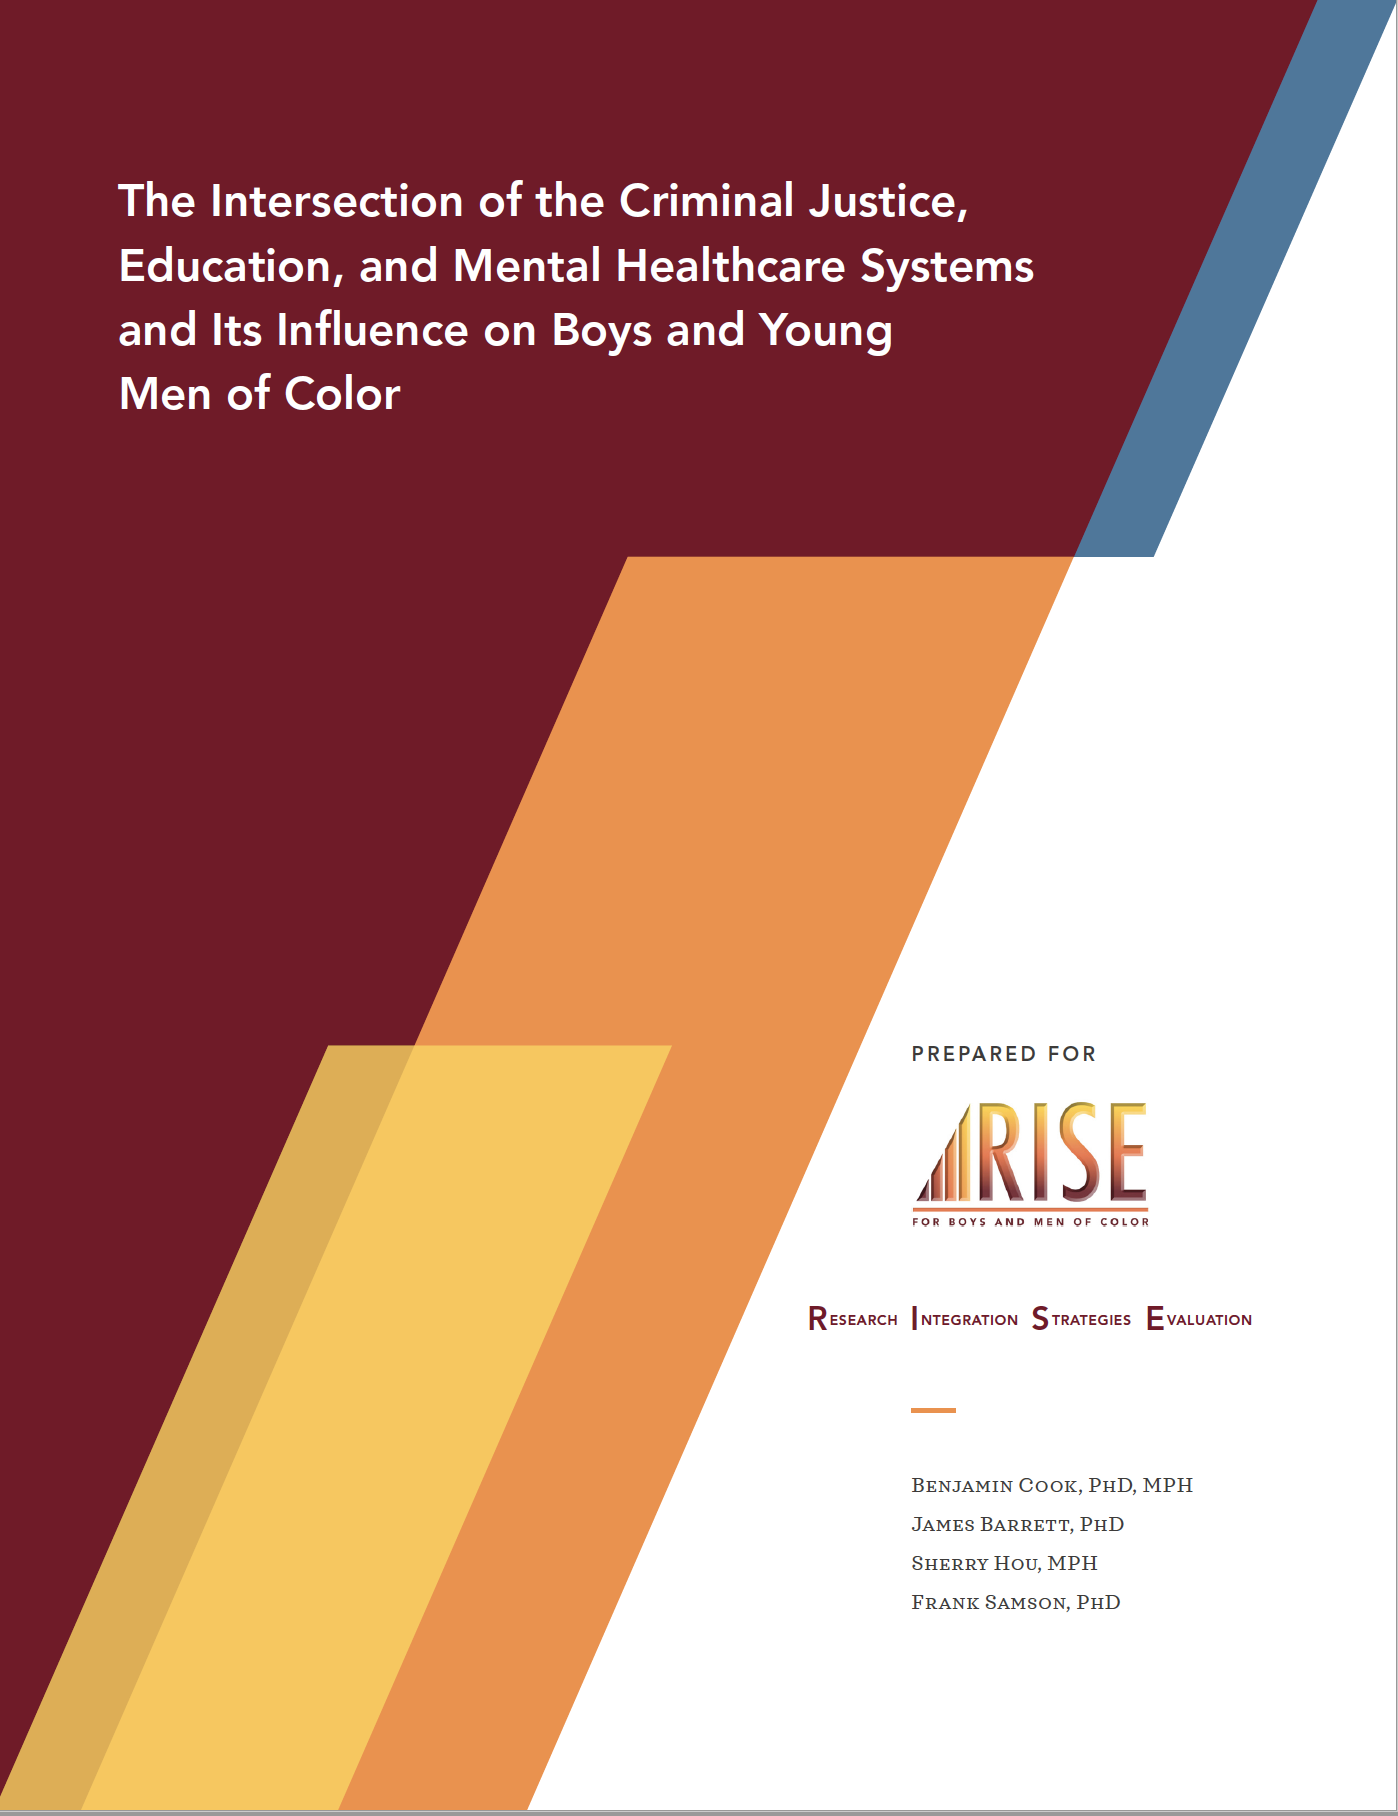 The Intersection of the Criminal Justice,
Education, and Mental Healthcare Systems
and Its Influence on Boys and Young
Men of Color
PREPARED FOR
RISE
FOR BOYS AND MEN OF COLOR
RESEARCH INTEGRATION STRATEGIES EVALUATION
BENJAMIN COOK, PHD, MPH
JAMES BARRETT, PHD
SHERRY HOU, MPH
FRANK SAMSON, PHD